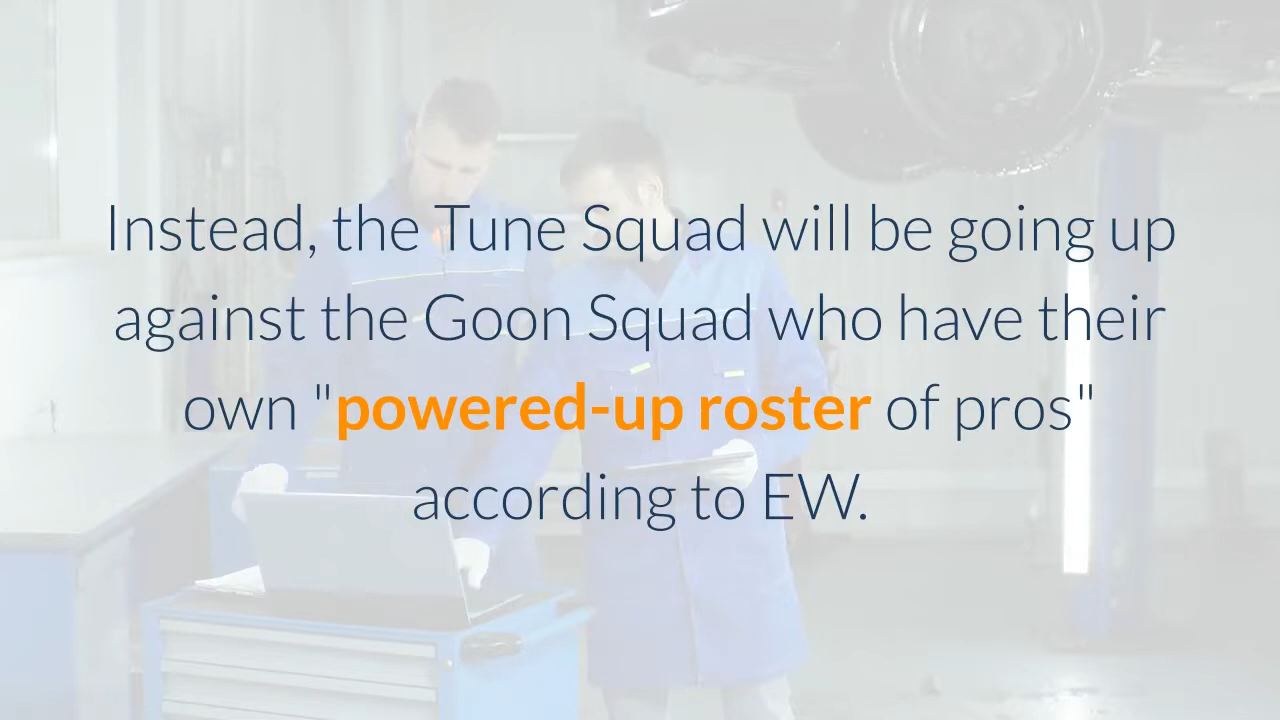 Instead, the Tune Squad will be going up
against the Goon Squad who have their
own "powered-up roster of pros"
according to EW.